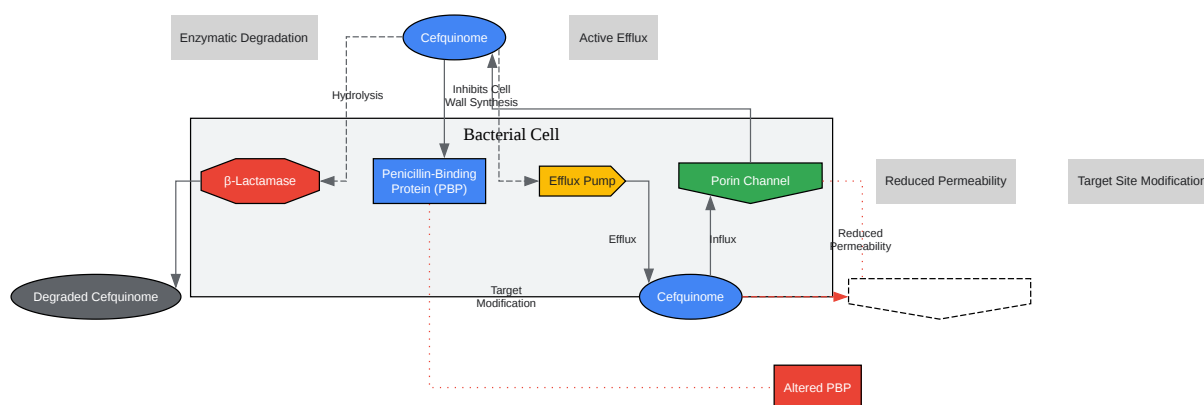 Enzymatic Degradation
Cefquinome
Active Efflux
Hydrolysis
Inhibits Cell
Wall Synthesis
Bacterial Cell
β-Lactamase
Penicillin-Binding
Protein (PBP)
Efflux Pump
Porin Channel
Reduced Permeability
Target Site Modification
Efflux
Influx
Reduced
Permeability
Degraded Cefquinome
Target
Modification
Cefquinome
Altered PBP